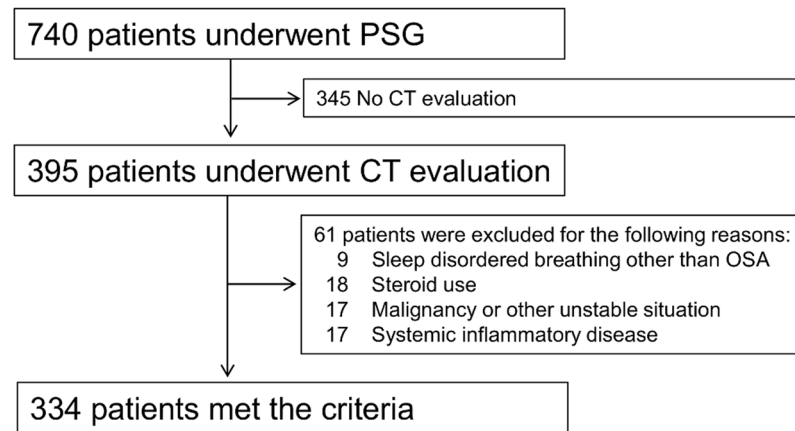 740 patients underwent PSG
345 No CT evaluation
395 patients underwent CT evaluation
61 patients were excluded for the following reasons:
9 Sleep disordered breathing other than OSA
18 Steroid use
17 Malignancy or other unstable situation
17 Systemic inflammatory disease
334 patients met the criteria